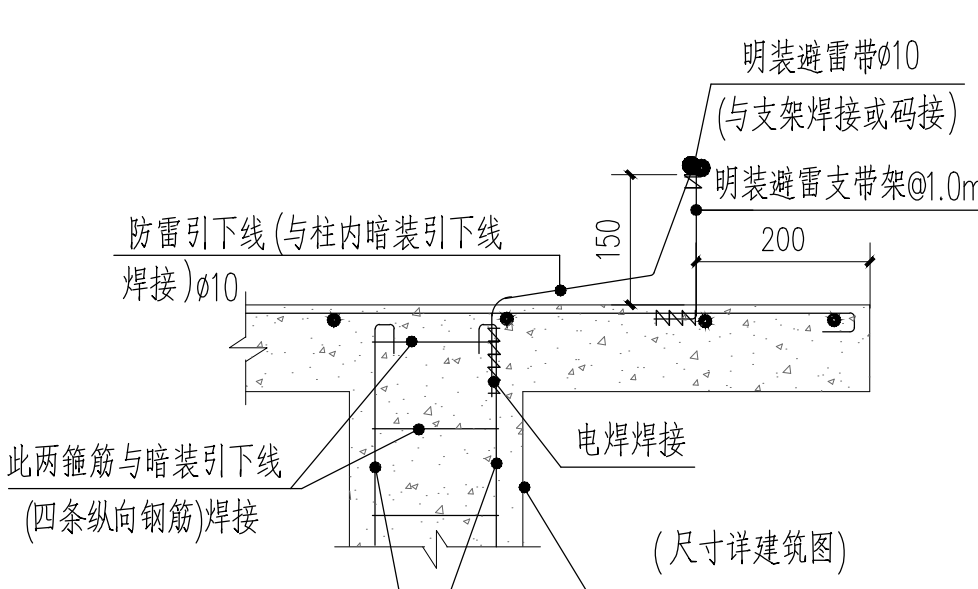 明装避雷带ø10
(与支架焊接或码接)
明装避雷支带架@1.0m
防雷引下线(与柱内暗装引下线
焊接)ø10
150
200
电焊焊接
此两箍筋与暗装引下线
(四条纵向钢筋)焊接
(尺寸详建筑图)